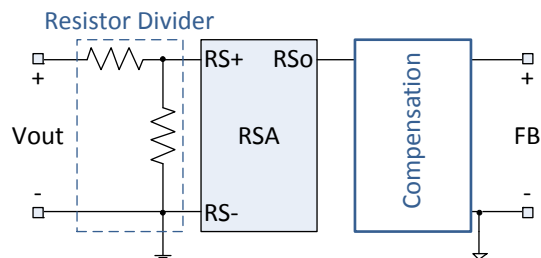 Resistor Divider
+
Vout
-
RS+
RSo
RSA
RS-
Compensation
+
FB
-